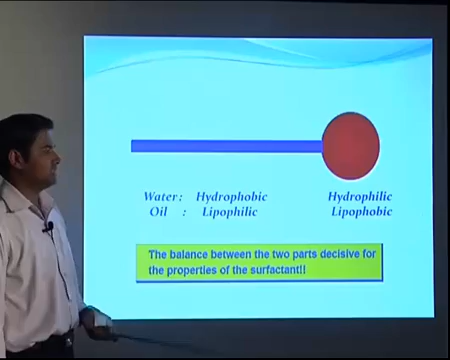 Water: Hydrophobic Hydrophilic
Oil : Lipophilic Lipophobic
The balance between the two parts decisive for
the properties of the surfactant!!